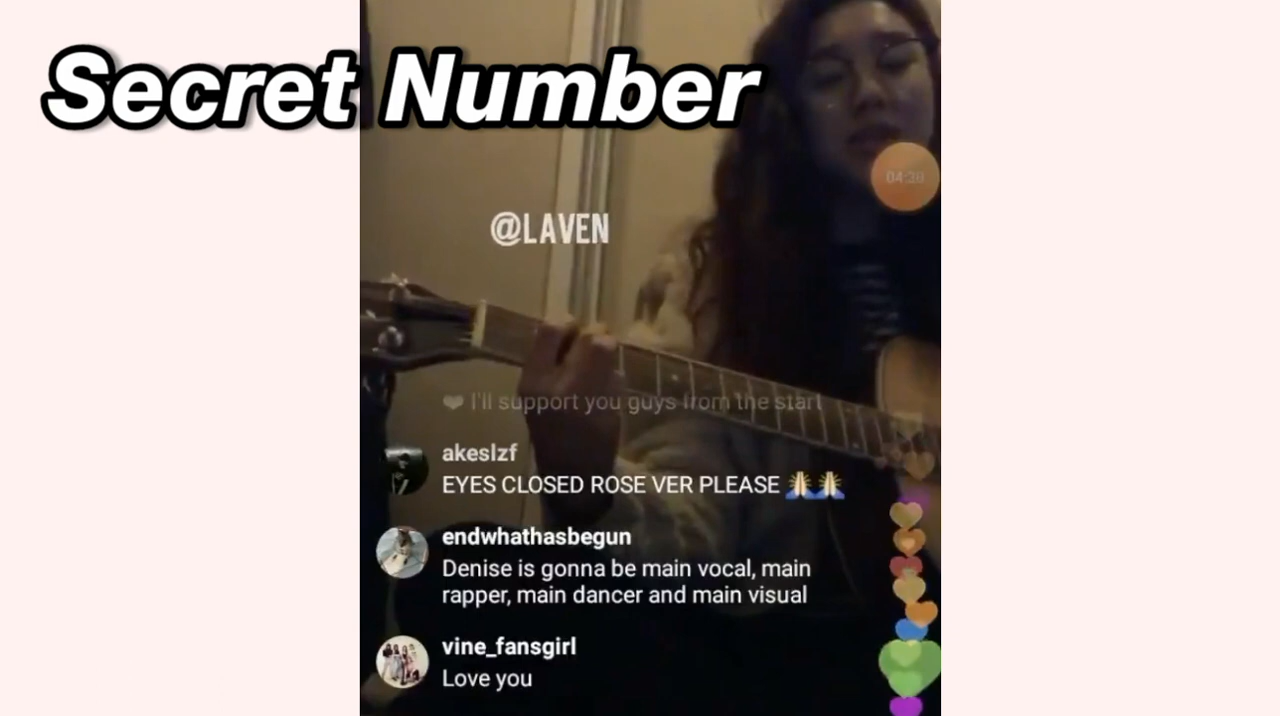 Secret Number
04:20
@LAVEN
❤ I'll support you guys from the start
akeslzf
EYES CLOSED ROSE VER PLEASE 🙏🙏
endwhathasbegun
Denise is gonna be main vocal, main
rapper, main dancer and main visual
vine_fansgirl
Love you